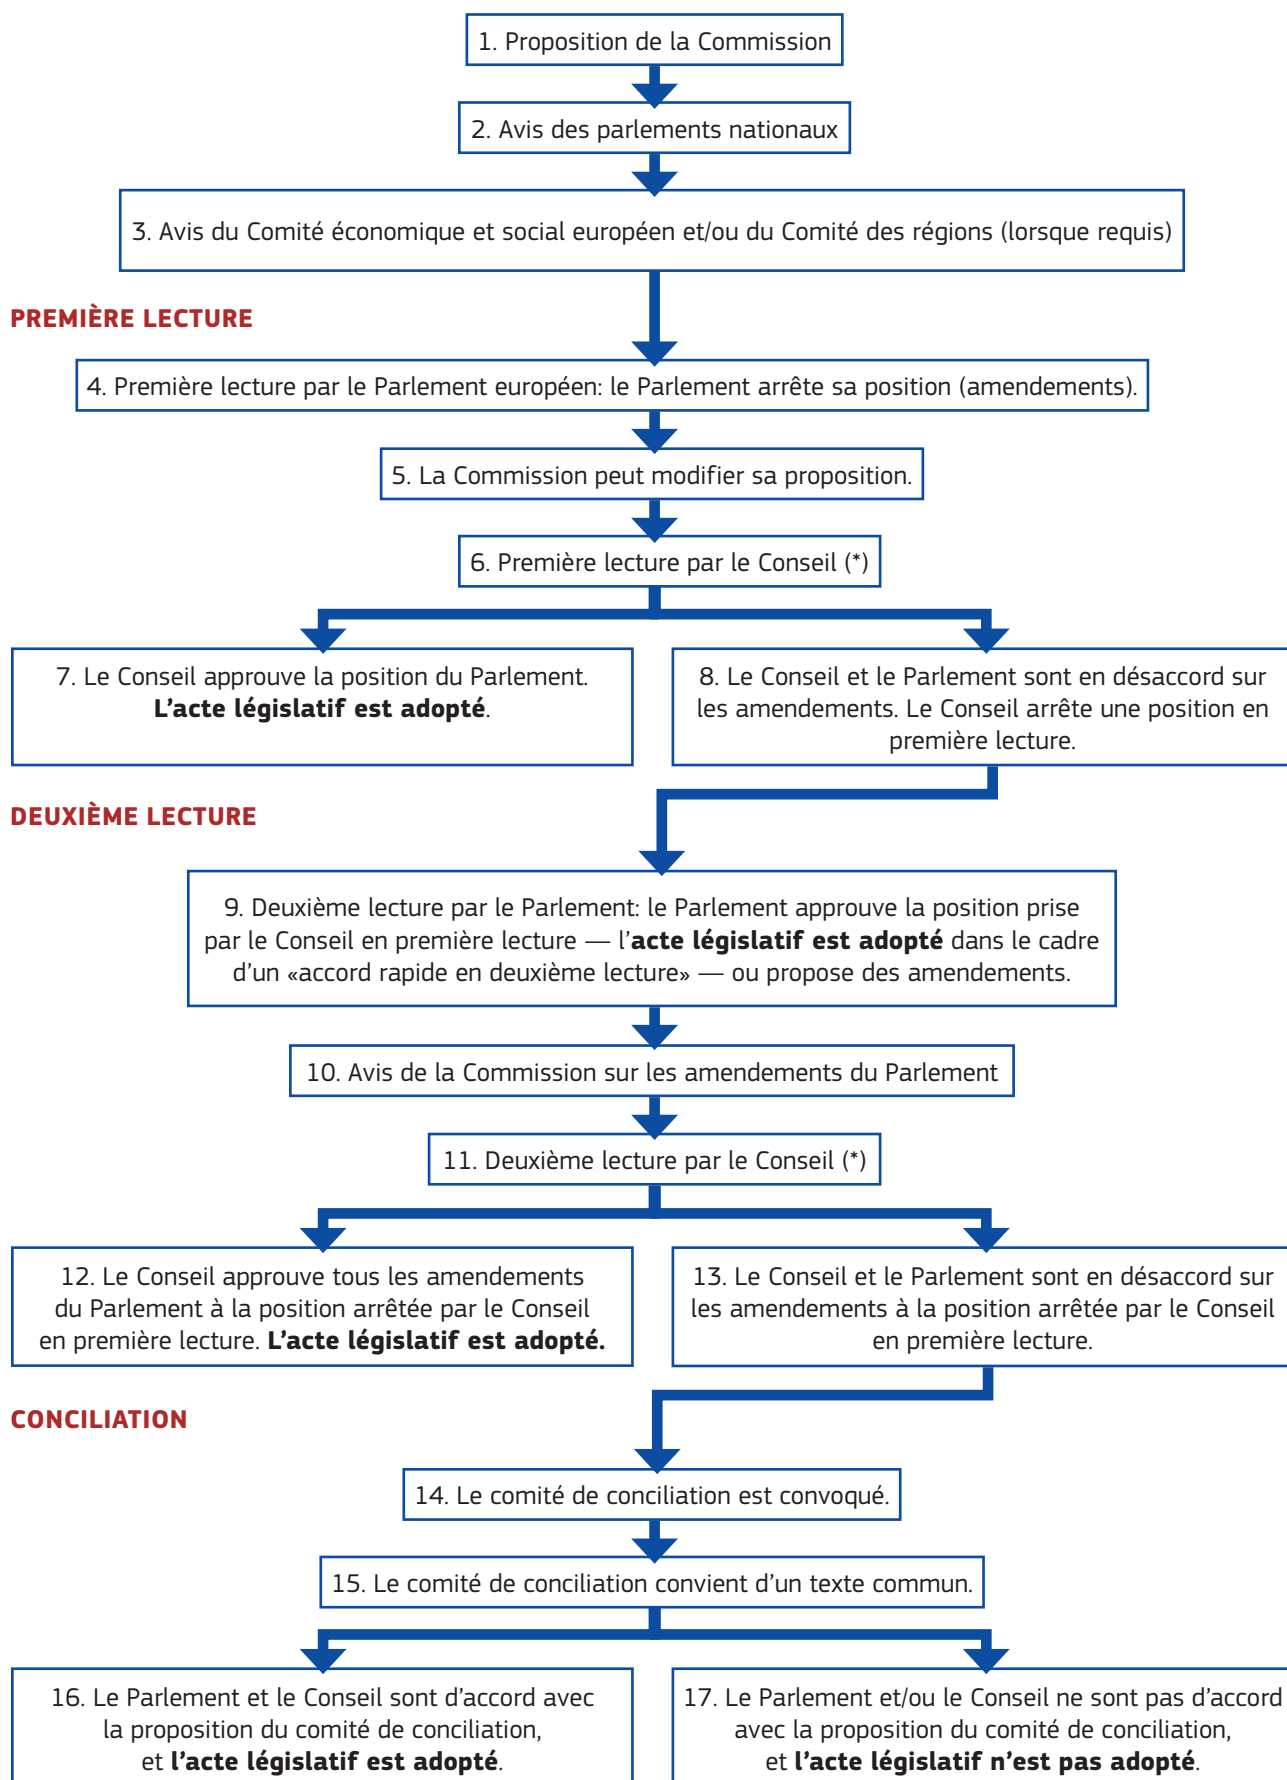 1. Proposition de la Commission
2. Avis des parlements nationaux
3. Avis du Comité économique et social européen et/ou du Comité des régions (lorsque requis)
PREMIÈRE LECTURE
4. Première lecture par le Parlement européen: le Parlement arrête sa position (amendements).
5. La Commission peut modifier sa proposition.
6. Première lecture par le Conseil (*)
7. Le Conseil approuve la position du Parlement.
L'acte législatif est adopté.
8. Le Conseil et le Parlement sont en désaccord sur
les amendements. Le Conseil arrête une position en
première lecture.
DEUXIÈME LECTURE
9. Deuxième lecture par le Parlement: le Parlement approuve la position prise
par le Conseil en première lecture — l'acte législatif est adopté dans le cadre
d'un «accord rapide en deuxième lecture» — ou propose des amendements.
10. Avis de la Commission sur les amendements du Parlement
11. Deuxième lecture par le Conseil (*)
12. Le Conseil approuve tous les amendements
du Parlement à la position arrêtée par le Conseil
en première lecture. L'acte législatif est adopté.
13. Le Conseil et le Parlement sont en désaccord sur
les amendements à la position arrêtée par le Conseil
en première lecture.
CONCILIATION
14. Le comité de conciliation est convoqué.
15. Le comité de conciliation convient d'un texte commun.
16. Le Parlement et le Conseil sont d'accord avec
la proposition du comité de conciliation,
et l'acte législatif est adopté.
17. Le Parlement et/ou le Conseil ne sont pas d'accord
avec la proposition du comité de conciliation,
et l'acte législatif n'est pas adopté.